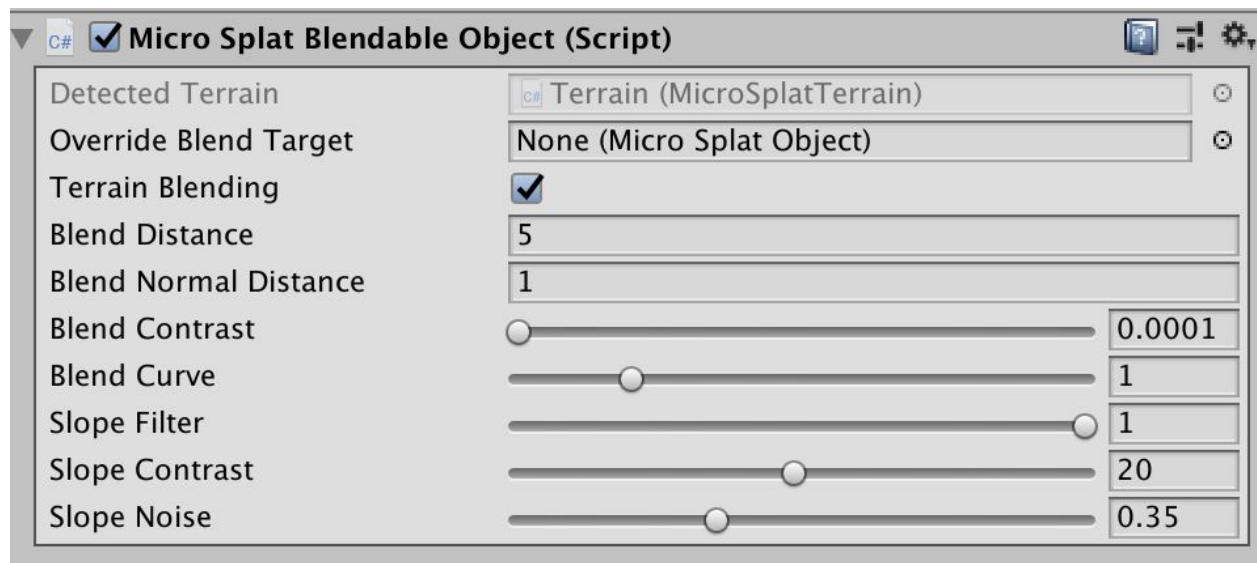 C# Micro Splat Blendable Object (Script) ?
Detected Terrain C# Terrain (MicroSplatTerrain)
Override Blend Target None (Micro Splat Object)
Terrain Blending
Blend Distance 5
Blend Normal Distance 1
Blend Contrast 0.0001
Blend Curve 1
Slope Filter 1
Slope Contrast 20
Slope Noise 0.35